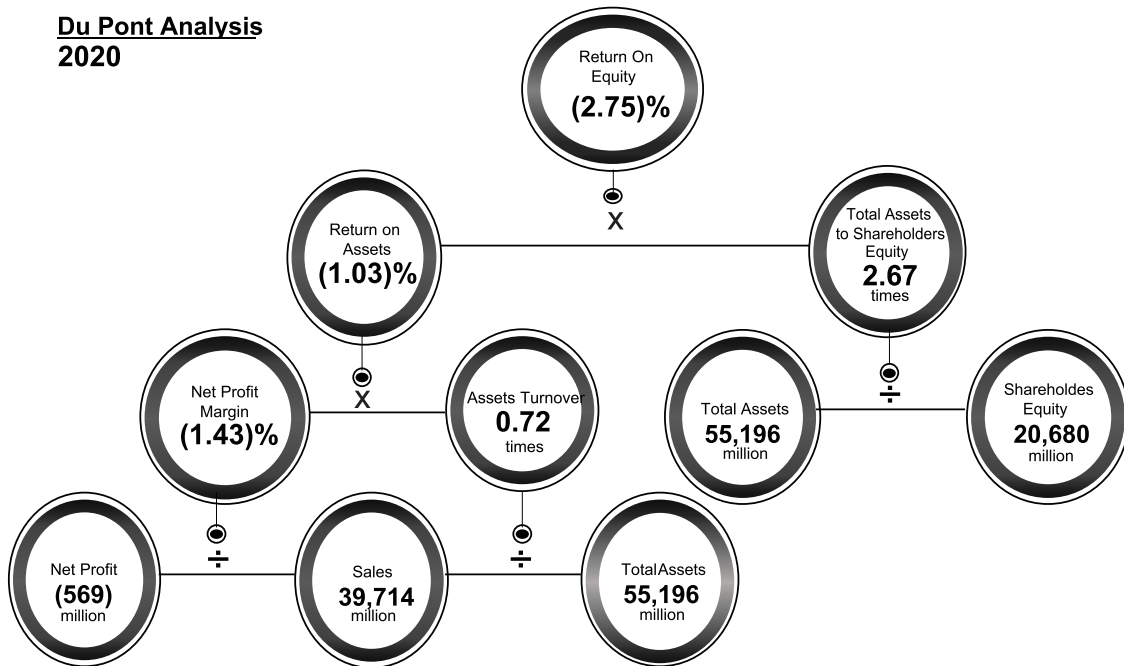 Du Pont Analysis
2020
Return On
Equity
(2.75)%
X
Return on
Assets
(1.03)%
Total Assets
to Shareholders
Equity
2.67
times
X
÷
Net Profit
Margin
(1.43)%
Assets Turnover
0.72
times
Total Assets
55,196
million
Shareholdes
Equity
20,680
million
÷
÷
Net Profit
(569)
million
Sales
39,714
million
Total Assets
55,196
million